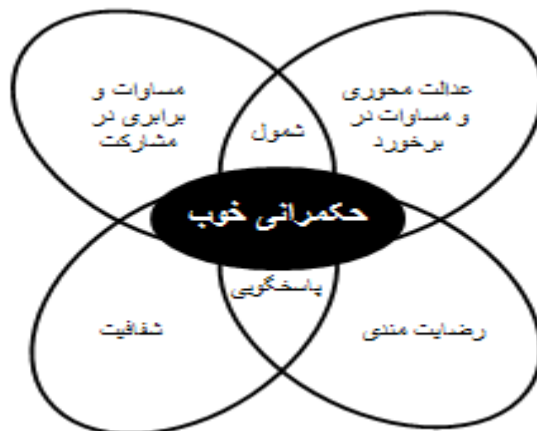 عدالت محوری
و مساوات در
برخورد
شمول
مساوات و
برابری در
مشارکت
حکمرانی خوب
پاسخگویی
رضایت مندی
شفافیت